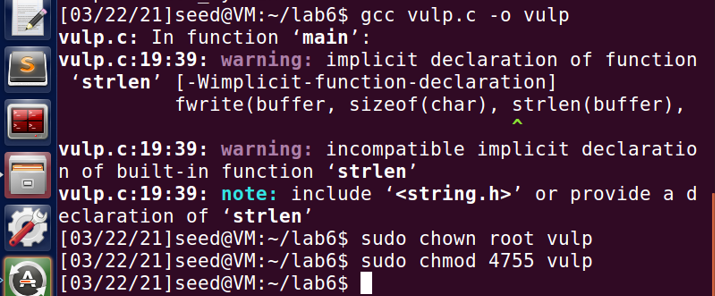 [03/22/21]seed@VM:~/lab6$ gcc vulp.c -o vulp
vulp.c: In function ‘main’:
vulp.c:19:39: warning: implicit declaration of function
‘strlen’ [-Wimplicit-function-declaration]
fwrite(buffer, sizeof(char), strlen(buffer),
^
vulp.c:19:39: warning: incompatible implicit declaratio
n of built-in function ‘strlen’
vulp.c:19:39: note: include ‘<string.h>’ or provide a d
eclaration of ‘strlen’
[03/22/21]seed@VM:~/lab6$ sudo chown root vulp
[03/22/21]seed@VM:~/lab6$ sudo chmod 4755 vulp
[03/22/21]seed@VM:~/lab6$